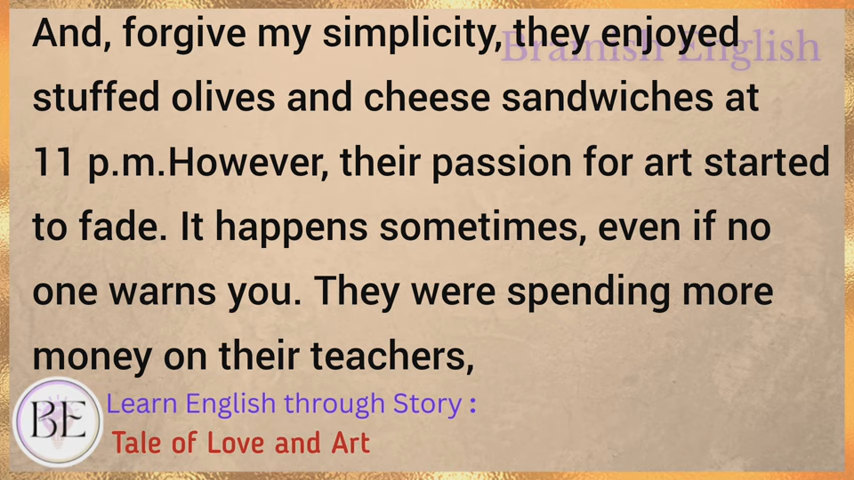 And, forgive my simplicity, they enjoyed
Brainish English
stuffed olives and cheese sandwiches at
11 p.m.However, their passion for art started
to fade. It happens sometimes, even if no
one warns you. They were spending more
money on their teachers,
BE
Learn English through Story :
Tale of Love and Art